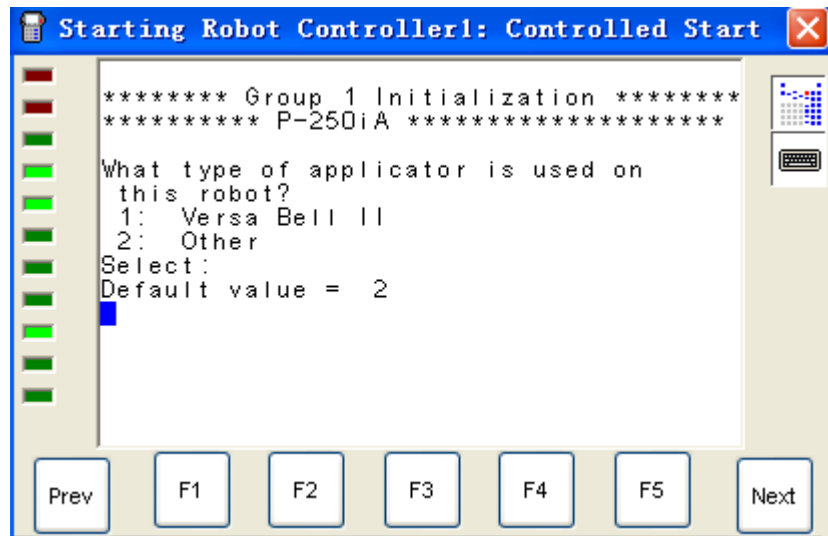 Starting Robot Controller1: Controlled Start
******** Group 1 Initialization ********
********** P-250iA ********************
What type of applicator is used on
this robot?
1: Versa Bell II
2: Other
Select:
Default value = 2
Prev F1 F2 F3 F4 F5 Next